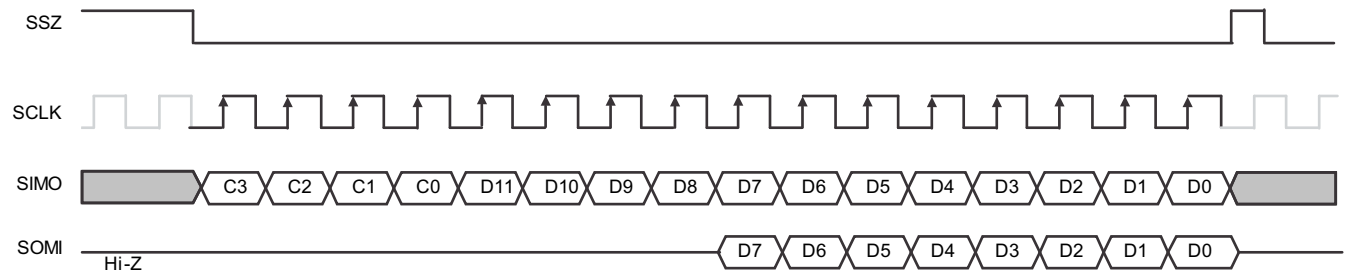 SSZ
SCLK
SIMO C3 C2 C1 C0 D11 D10 D9 D8 D7 D6 D5 D4 D3 D2 D1 D0
SOMI D7 D6 D5 D4 D3 D2 D1 D0
Hi-Z